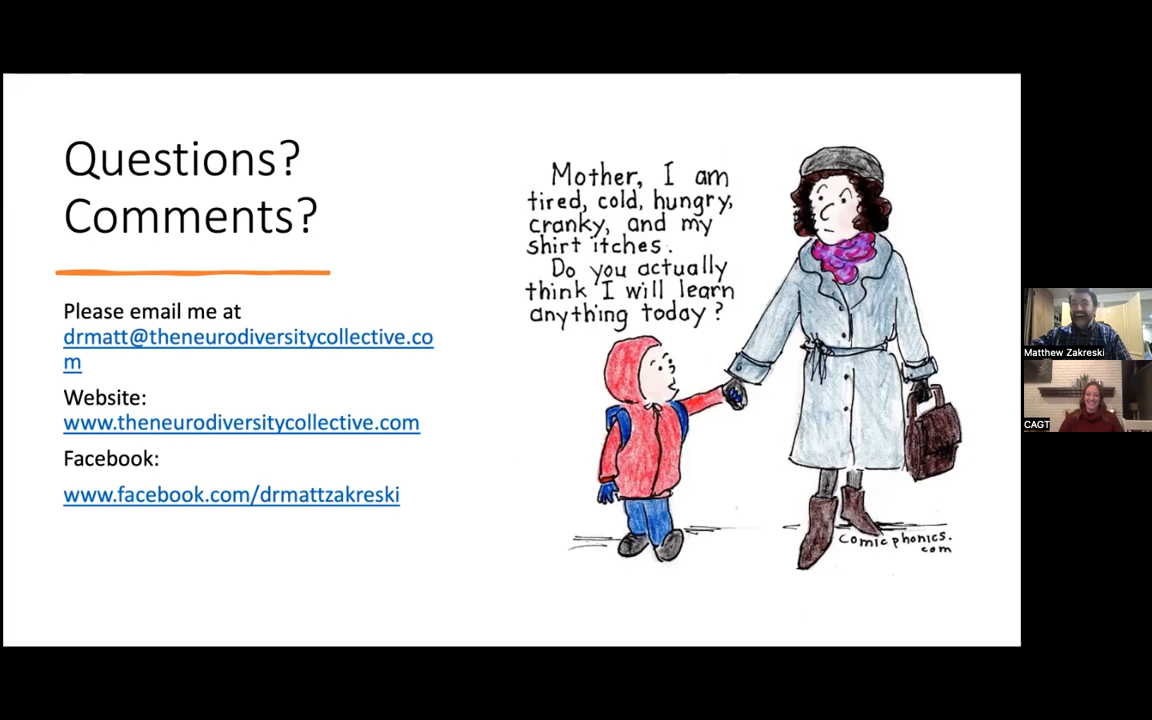 Questions?
Comments?
Please email me at
drmatt@theneurodiversitycollective.co
m
Website:
www.theneurodiversitycollective.com
Facebook:
www.facebook.com/drmattzakreski
Mother, I am
tired, cold, hungry,
cranky, and my
shirt itches.
Do you actually
think I will learn
anything today?
comicphonics.
com
Matthew Zakreski
CAGT